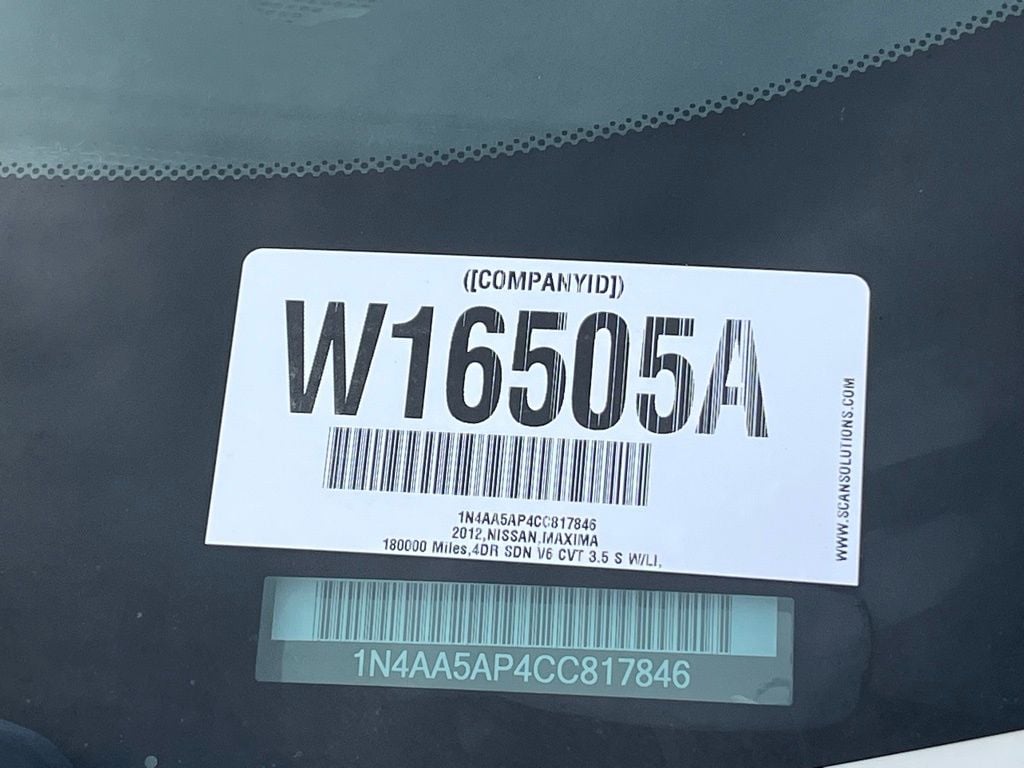 ([COMPANYID])
W16505A
1N4AA5AP4CC817846
2012,NISSAN,MAXIMA
180000 Miles,4DR SDN V6 CVT 3.5 S W/LI,
WWW.SCANSOLUTIONS.COM
1N4AA5AP4CC817846